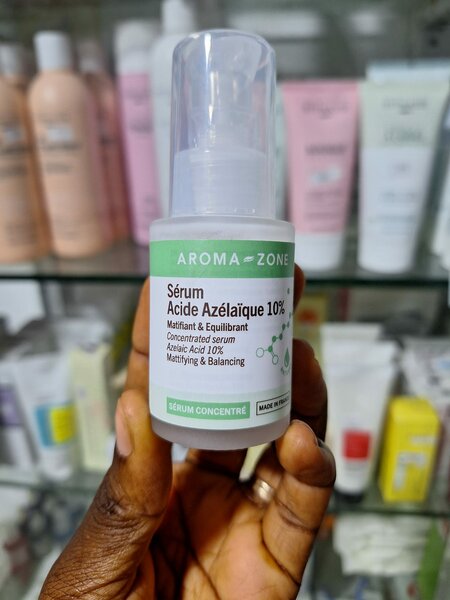 AROMA-ZONE
Sérum
Acide Azélaïque 10%
Matifiant & Equilibrant
Concentrated serum
Azelaic Acid 10%
Mattifying & Balancing
SÉRUM CONCENTRÉ
MADE IN